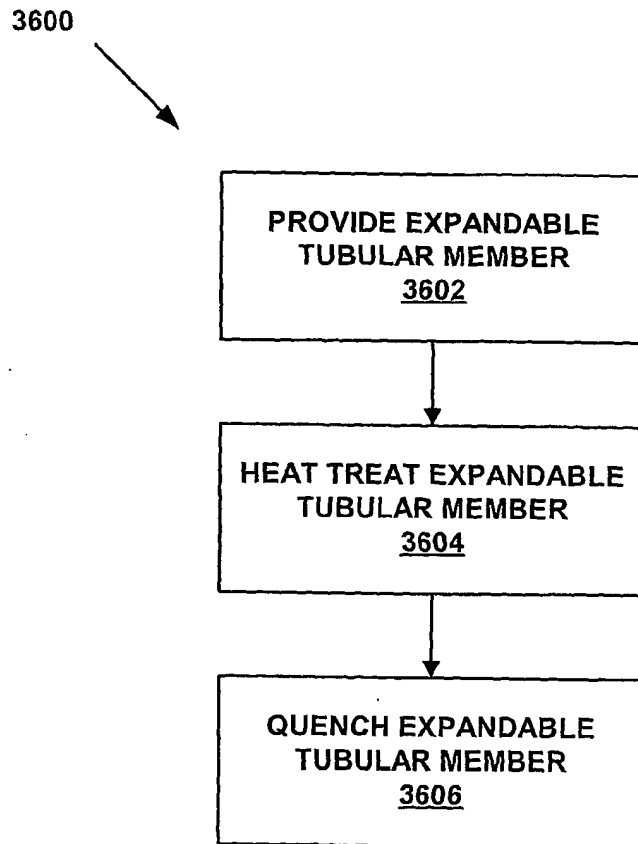 3600
PROVIDE EXPANDABLE
TUBULAR MEMBER
3602
HEAT TREAT EXPANDABLE
TUBULAR MEMBER
3604
QUENCH EXPANDABLE
TUBULAR MEMBER
3606